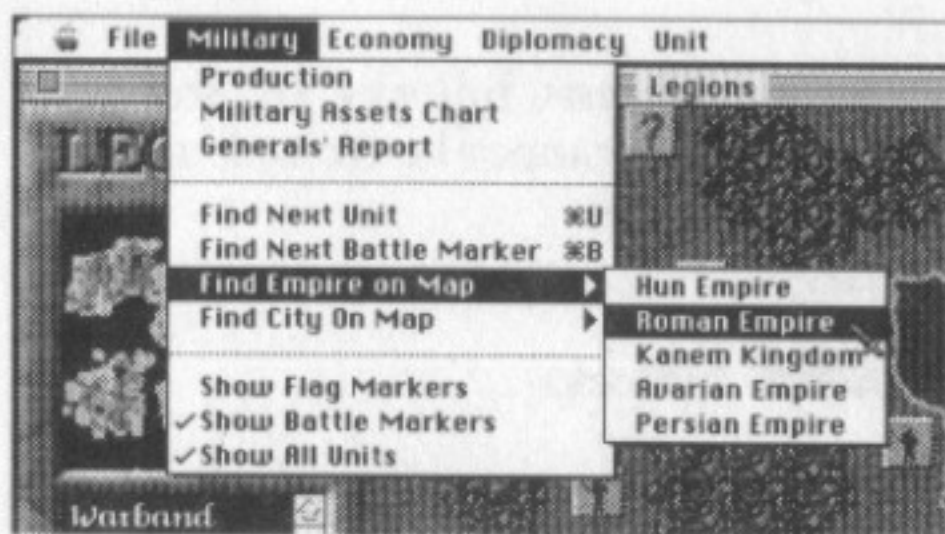 File Military Economy Diplomacy Unit
Legions
LEG
?
Production
Military Assets Chart
Generals' Report
Find Next Unit ⌘U
Find Next Battle Marker ⌘B
Find Empire on Map
Find City On Map
Show Flag Markers
✓Show Battle Markers
✓Show All Units
Hun Empire
Roman Empire
Kanem Kingdom
Avarian Empire
Persian Empire
Warband